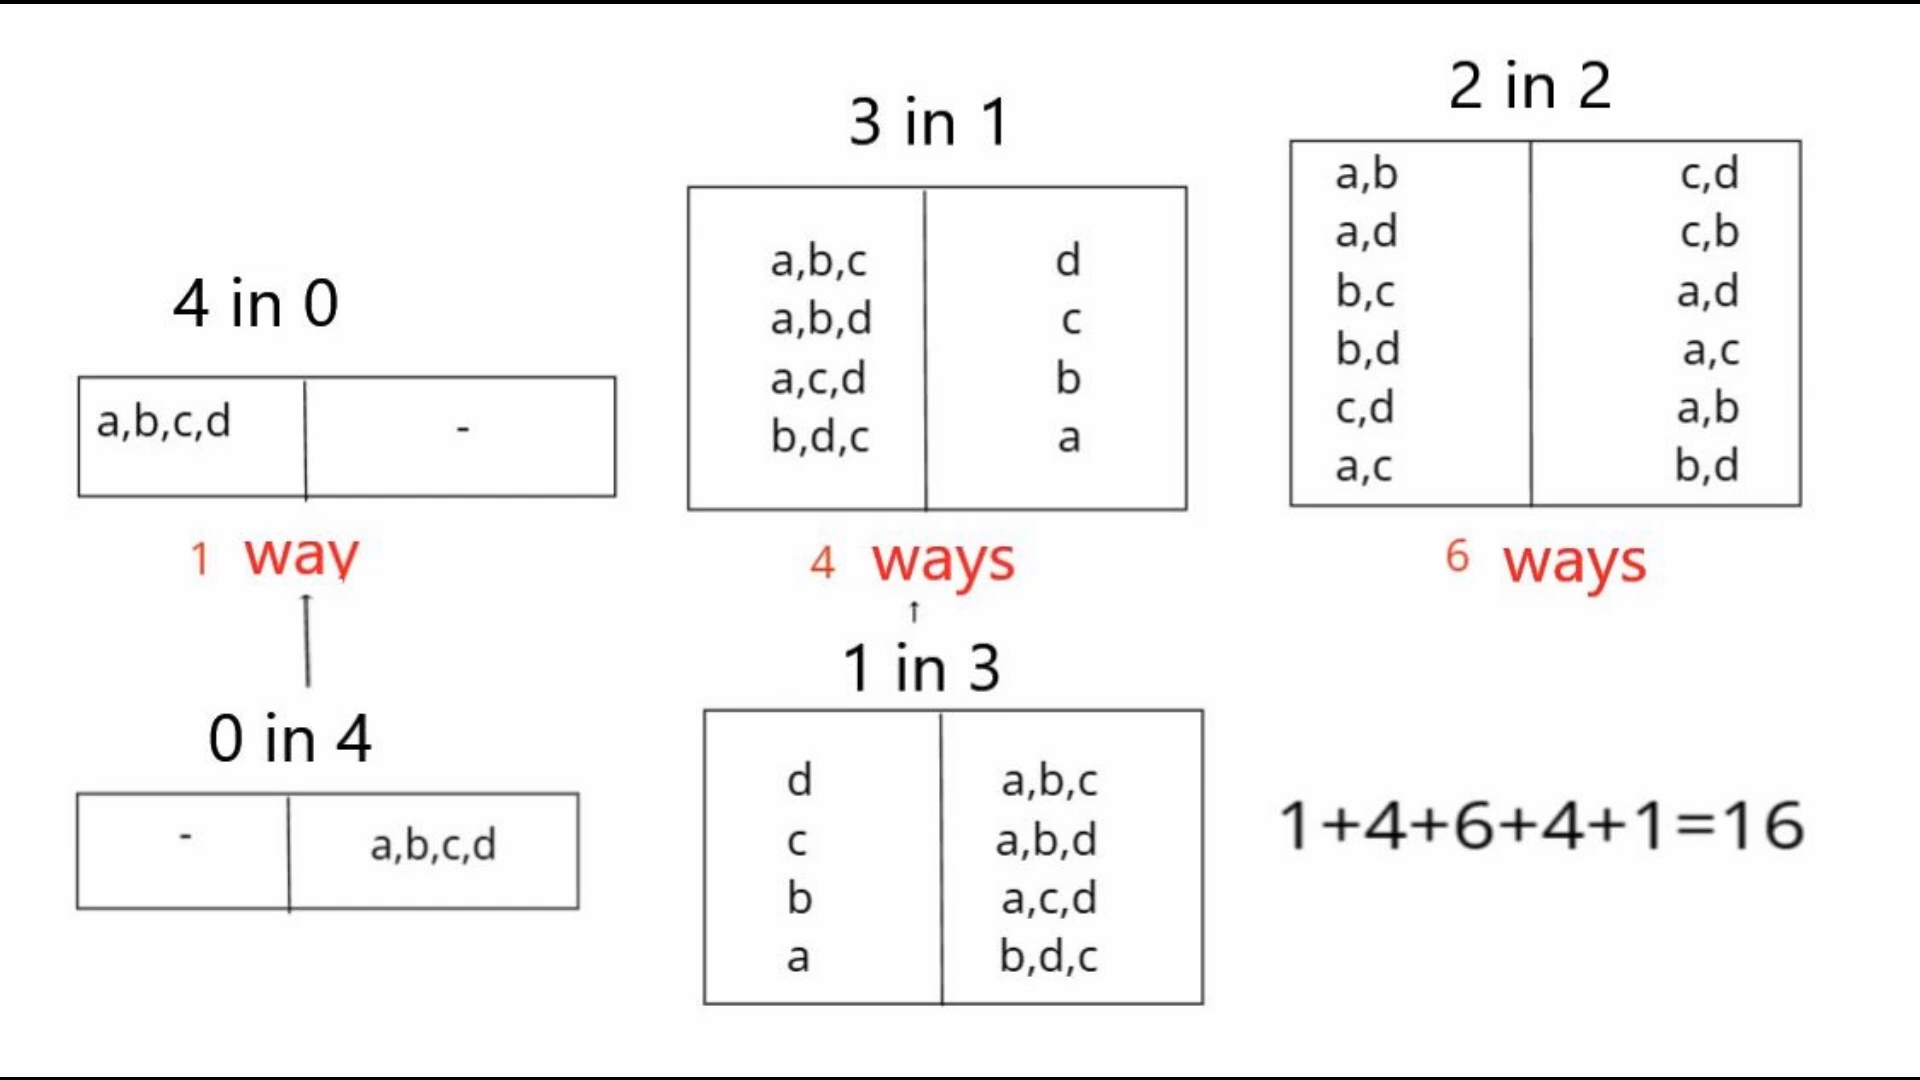 4 in 0
a,b,c,d -
1 way
0 in 4
- a,b,c,d
3 in 1
a,b,c d
a,b,d c
a,c,d b
b,d,c a
4 ways
1 in 3
d a,b,c
c a,b,d
b a,c,d
a b,d,c
2 in 2
a,b c,d
a,d c,b
b,c a,d
b,d a,c
c,d a,b
a,c b,d
6 ways
1+4+6+4+1=16